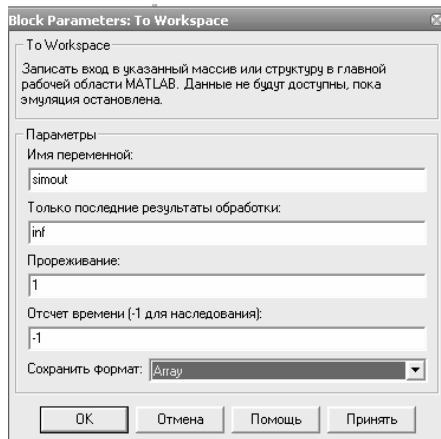 Block Parameters: To Workspace
To Workspace
Записать вход в указанный массив или структуру в главной
рабочей области MATLAB. Данные не будут доступны, пока
эмуляция остановлена.
Параметры
Имя переменной:
simout
Только последние результаты обработки:
inf
Прореживание:
1
Отсчет времени (-1 для наследования):
-1
Сохранить формат: Array
OK Отмена Помощь Принять